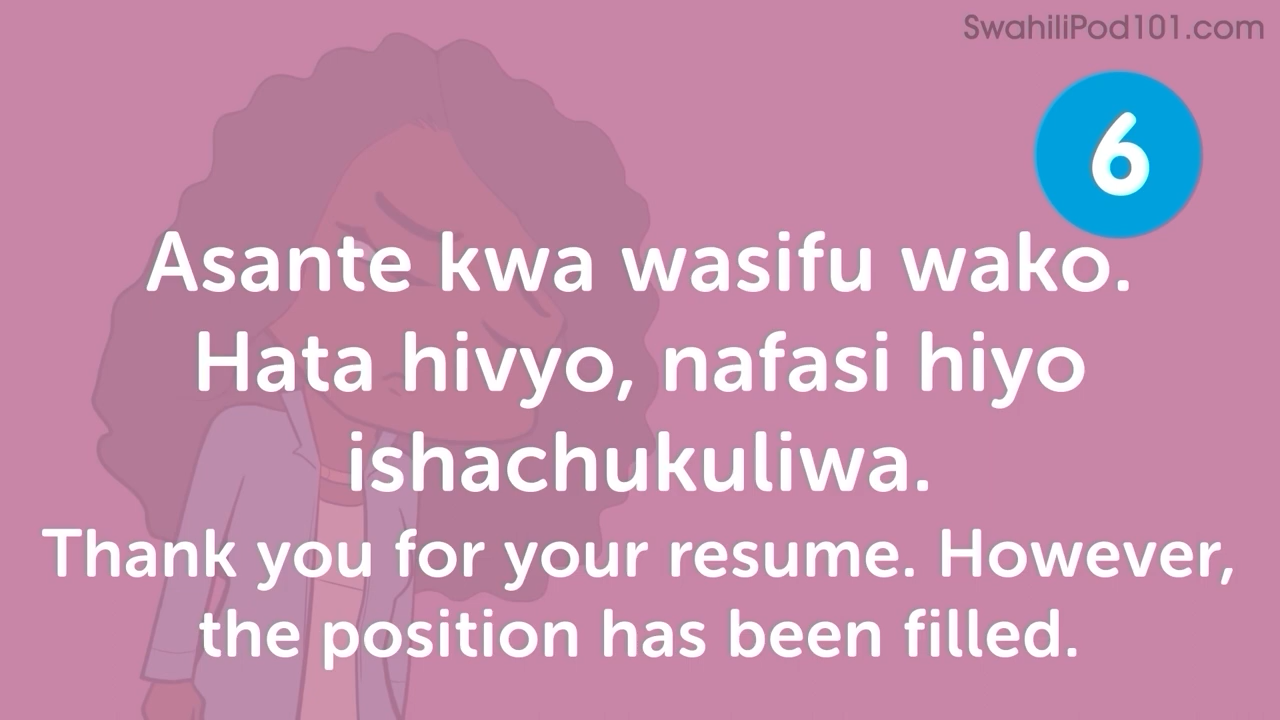 SwahiliPod101.com
6
Asante kwa wasifu wako.
Hata hivyo, nafasi hiyo
ishachukuliwa.
Thank you for your resume. However,
the position has been filled.